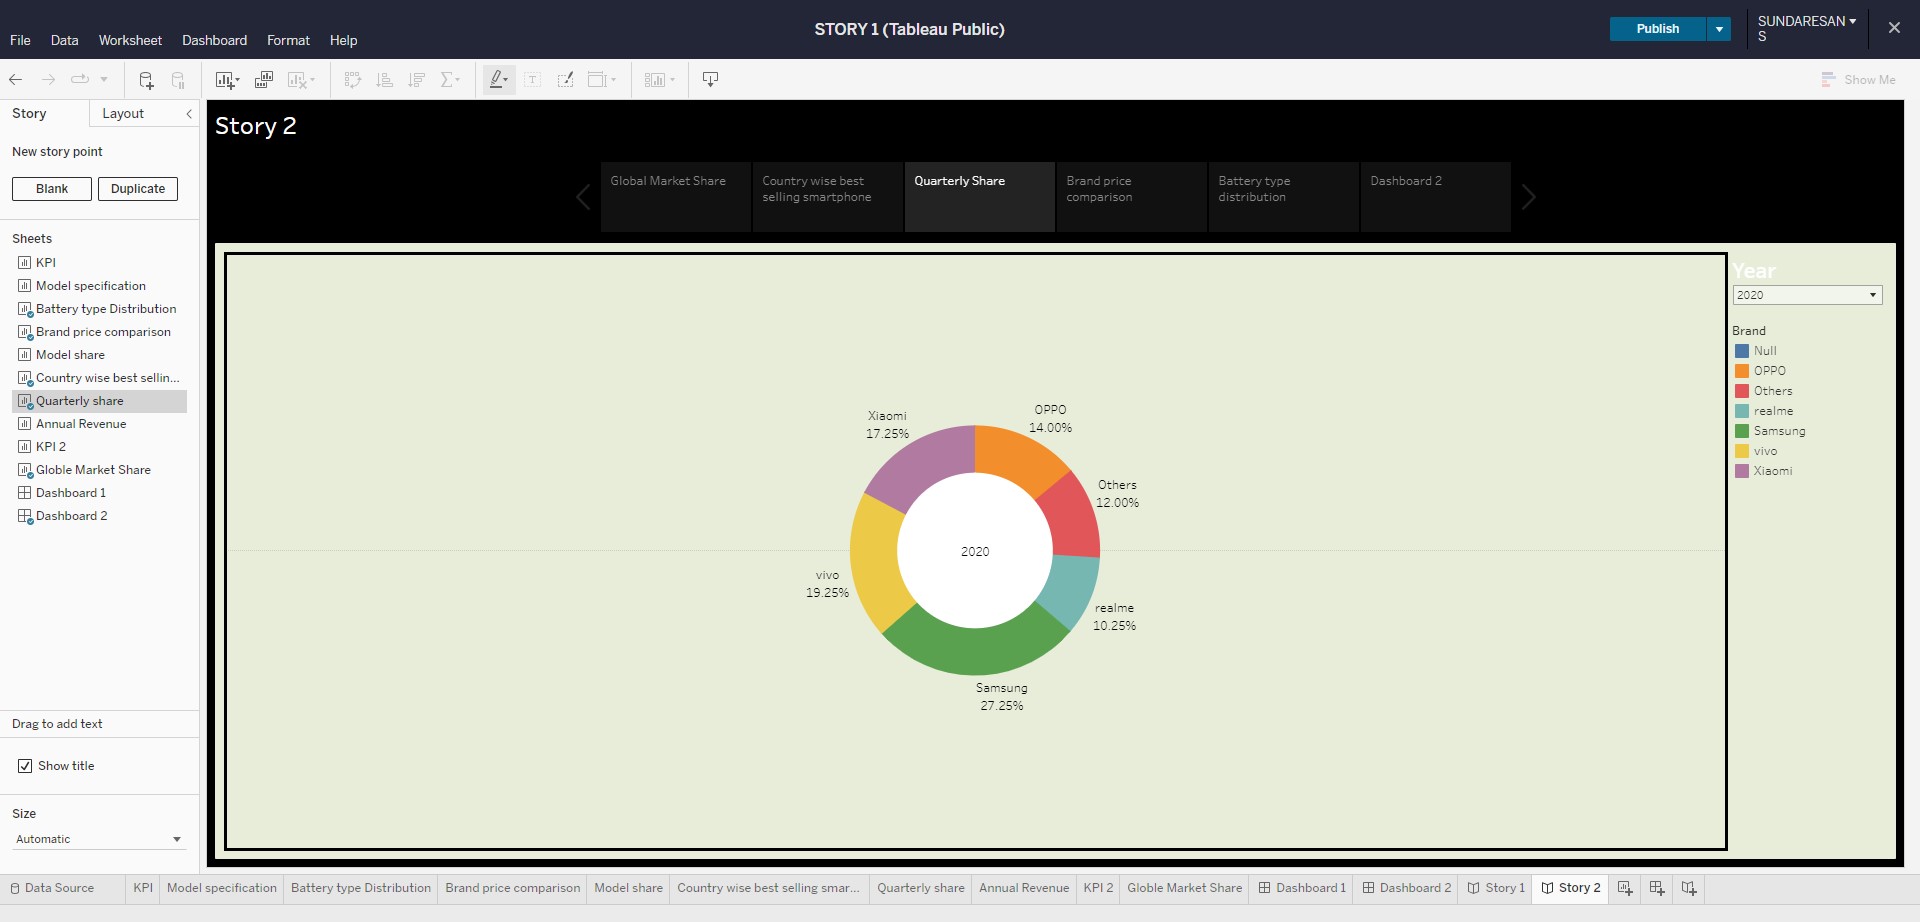 STORY 1 (Tableau Public)
Publish
SUNDARESAN
S
File Data Worksheet Dashboard Format Help
Show Me
Story Layout
New story point
Blank Duplicate
Sheets
KPI
Model specification
Battery type Distribution
Brand price comparison
Model share
Country wise best sellin...
Quarterly share
Annual Revenue
KPI 2
Globle Market Share
Dashboard 1
Dashboard 2
Drag to add text
Show title
Size
Automatic
Story 2
Global Market Share
Country wise best
selling smartphone
Quarterly Share
Brand price
comparison
Battery type
distribution
Dashboard 2
Xiaomi
17.25%
OPPO
14.00%
Others
12.00%
2020
vivo
19.25%
realme
10.25%
Samsung
27.25%
Year
2020
Brand
Null
OPPO
Others
realme
Samsung
vivo
Xiaomi
Data Source KPI Model specification Battery type Distribution Brand price comparison Model share Country wise best selling smar... Quarterly share Annual Revenue KPI 2 Globle Market Share Dashboard 1 Dashboard 2 Story 1 Story 2